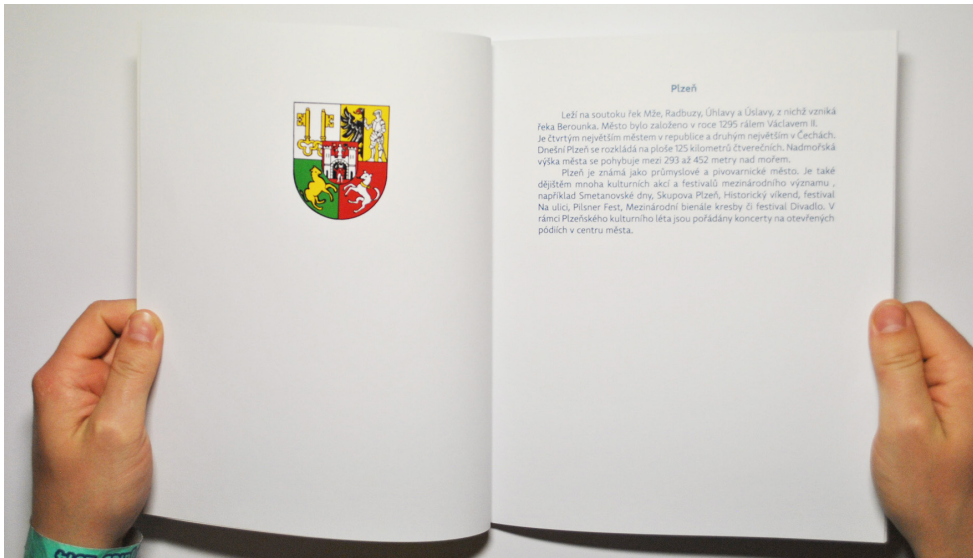 Plzeň
Leží na soutoku řek Mže, Radbuzy, Úhlavy a Úslavy, z nichž vzniká
řeka Berounka. Město bylo založeno v roce 1295 rálem Václavem II.
Je čtvrtým největším městem v republice a druhým největším v Čechách.
Dnešní Plzeň se rozkládá na ploše 125 kilometrů čtverečních. Nadmořská
výška města se pohybuje mezi 293 až 452 metry nad mořem.
Plzeň je známá jako průmyslové a pivovarnické město. Je také
dějištěm mnoha kulturních akcí a festivalů mezinárodního významu ,
například Smetanovské dny, Skupova Plzeň, Historický víkend, festival
Na ulici, Pilsner Fest, Mezinárodní bienále kresby či festival Divadlo. V
rámci Plzeňského kulturního léta jsou pořádány koncerty na otevřených
pódiích v centru města.